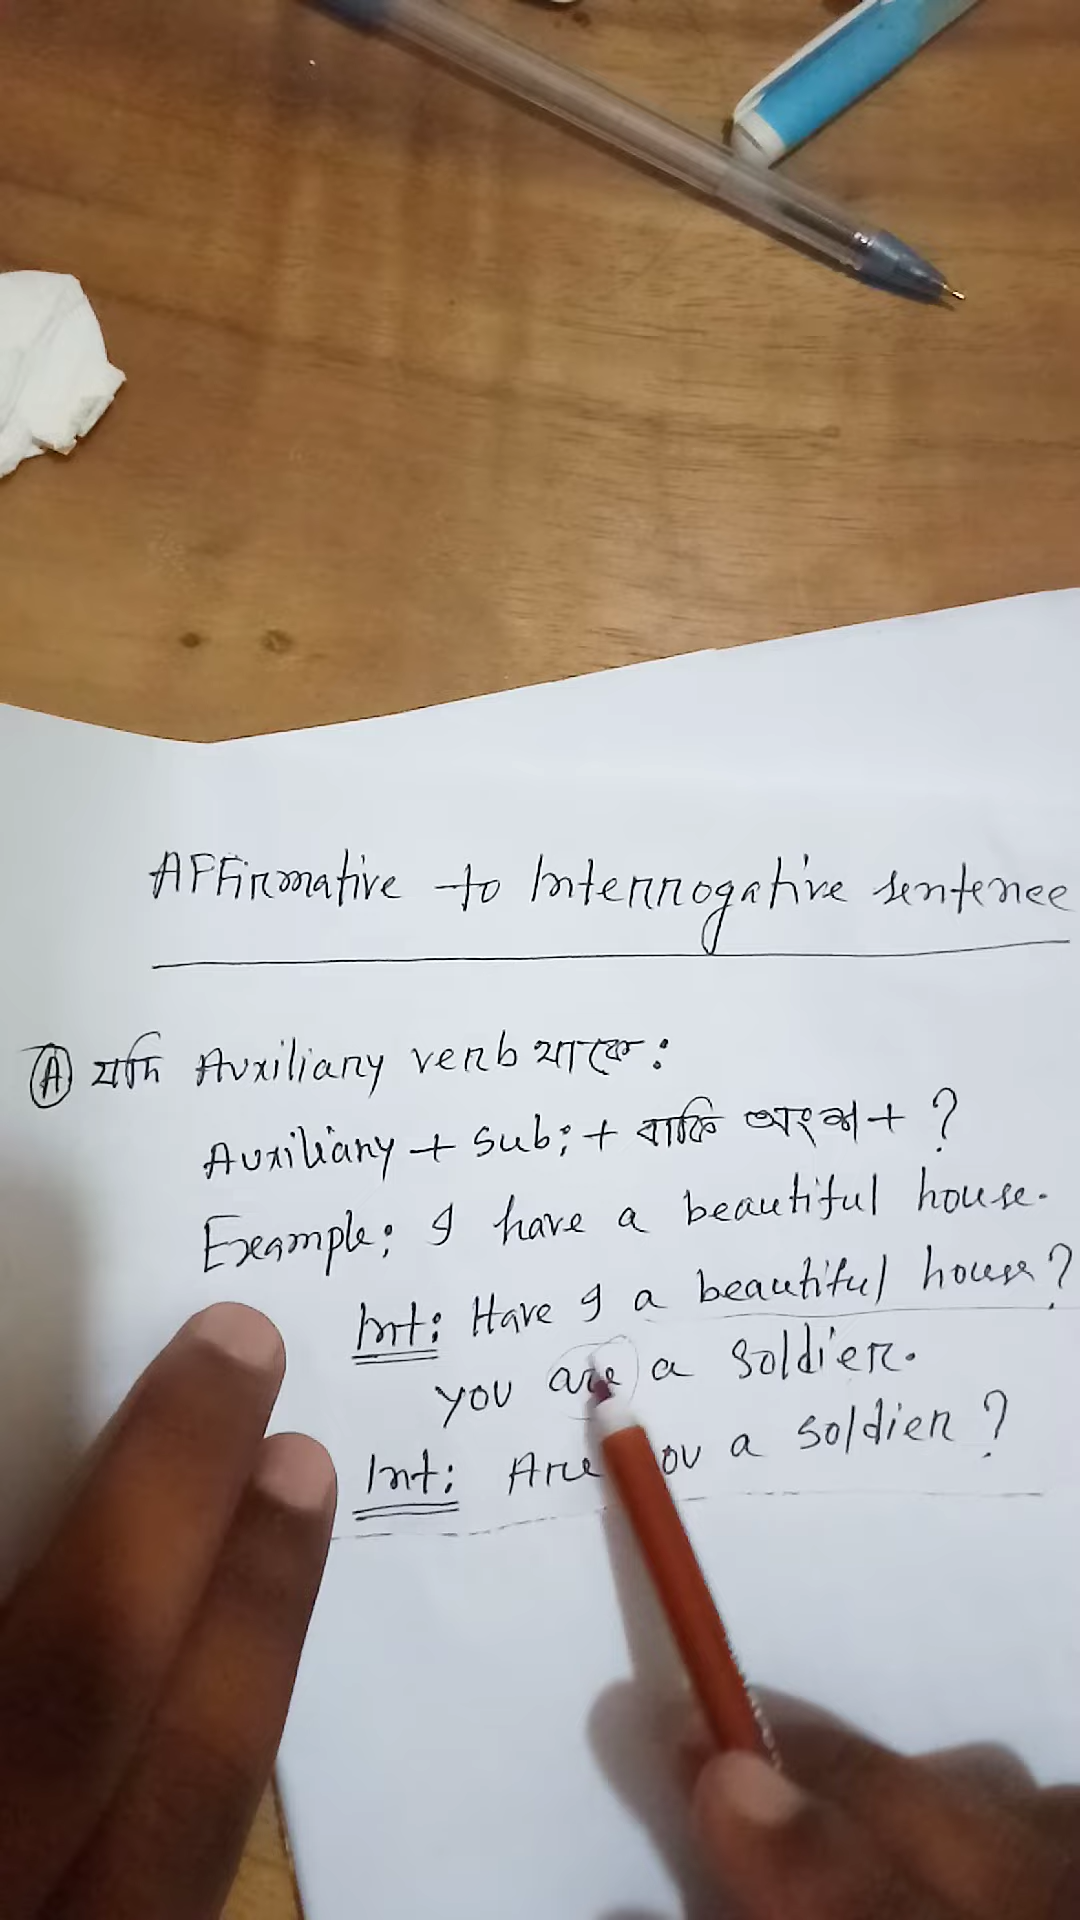 Affirmative to Interrogative sentence
Ⓐ যদি Auxiliary verb থাকে:
Auxiliary + Sub: + বাকি অংশ + ?
Example: I have a beautiful house.
Int: Have I a beautiful house?
You are a soldier.
Int: Are you a soldier?